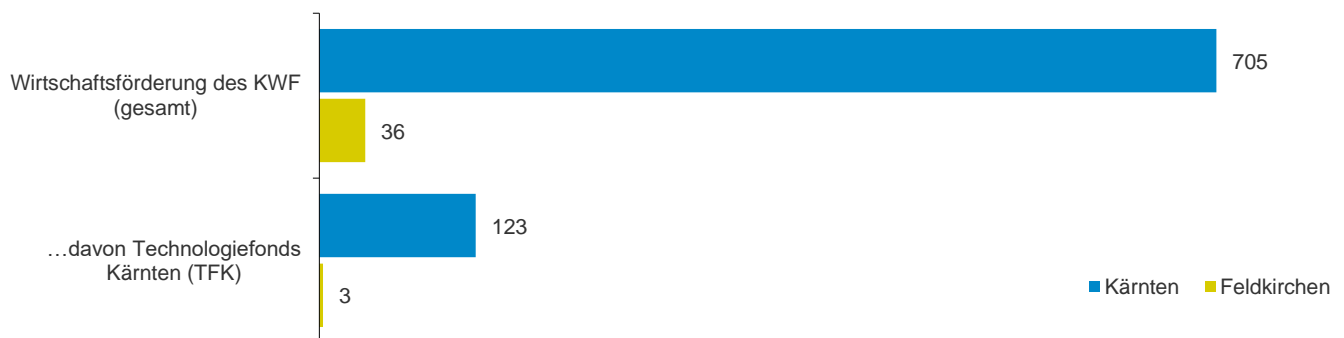 705
Wirtschaftsförderung des KWF
(gesamt)
36
123
…davon Technologiefonds
Kärnten (TFK)
3
Kärnten Feldkirchen